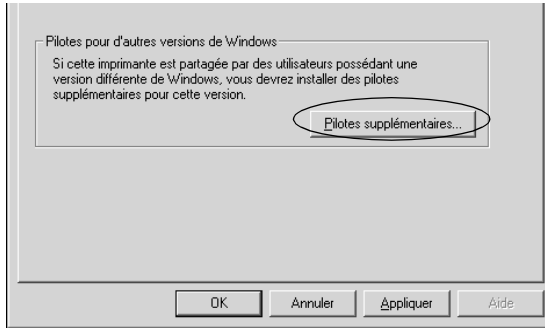 Pilotes pour d'autres versions de Windows
Si cette imprimante est partagée par des utilisateurs possédant une
version différente de Windows, vous devrez installer des pilotes
supplémentaires pour cette version.
Pilotes supplémentaires...
OK Annuler Appliquer Aide